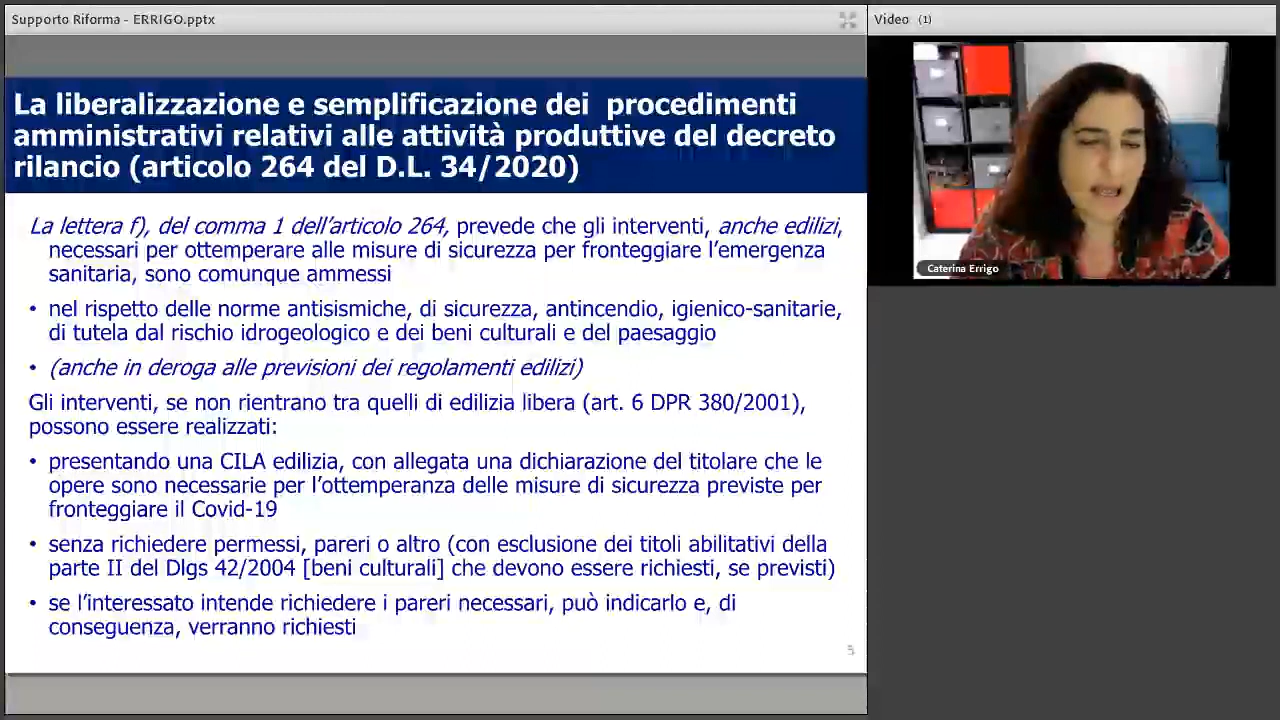 Supporto Riforma - ERRIGO.pptx
Video (1)
La liberalizzazione e semplificazione dei procedimenti
amministrativi relativi alle attività produttive del decreto
rilancio (articolo 264 del D.L. 34/2020)
La lettera f), del comma 1 dell'articolo 264, prevede che gli interventi, anche edilizi,
necessari per ottemperare alle misure di sicurezza per fronteggiare l'emergenza
sanitaria, sono comunque ammessi
• nel rispetto delle norme antisismiche, di sicurezza, antincendio, igienico-sanitarie,
di tutela dal rischio idrogeologico e dei beni culturali e del paesaggio
• (anche in deroga alle previsioni dei regolamenti edilizi)
Gli interventi, se non rientrano tra quelli di edilizia libera (art. 6 DPR 380/2001),
possono essere realizzati:
• presentando una CILA edilizia, con allegata una dichiarazione del titolare che le
opere sono necessarie per l'ottemperanza delle misure di sicurezza previste per
fronteggiare il Covid-19
• senza richiedere permessi, pareri o altro (con esclusione dei titoli abilitativi della
parte II del Dlgs 42/2004 [beni culturali] che devono essere richiesti, se previsti)
• se l'interessato intende richiedere i pareri necessari, può indicarlo e, di
conseguenza, verranno richiesti
5
Caterina Errigo